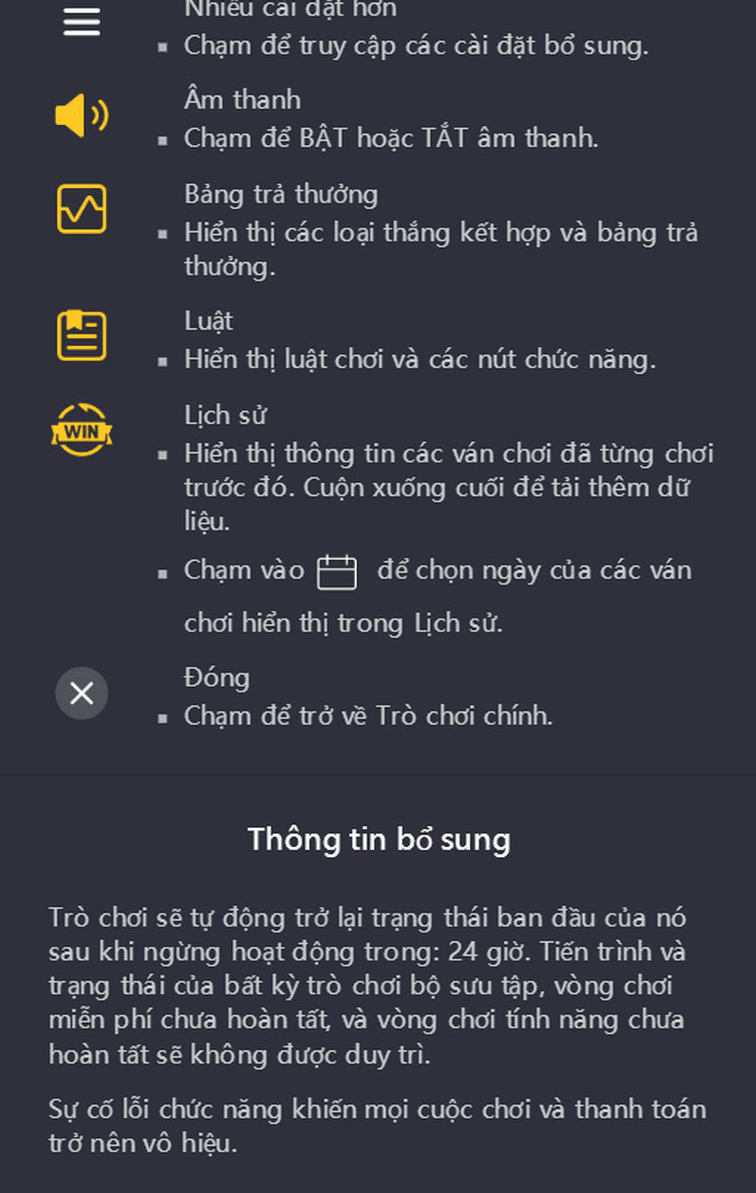 Nhiều cài đặt hơn
Chạm để truy cập các cài đặt bổ sung.
Âm thanh
Chạm để BẬT hoặc TẮT âm thanh.
Bảng trả thưởng
Hiển thị các loại thắng kết hợp và bảng trả
thưởng.
Luật
Hiển thị luật chơi và các nút chức năng.
WIN
Lịch sử
Hiển thị thông tin các ván chơi đã từng chơi
trước đó. Cuộn xuống cuối để tải thêm dữ
liệu.
Chạm vào để chọn ngày của các ván
chơi hiển thị trong Lịch sử.
Đóng
Chạm để trở về Trò chơi chính.
Thông tin bổ sung
Trò chơi sẽ tự động trở lại trạng thái ban đầu của nó
sau khi ngừng hoạt động trong: 24 giờ. Tiến trình và
trạng thái của bất kỳ trò chơi bộ sưu tập, vòng chơi
miễn phí chưa hoàn tất, và vòng chơi tính năng chưa
hoàn tất sẽ không được duy trì.
Sự cố lỗi chức năng khiến mọi cuộc chơi và thanh toán
trở nên vô hiệu.